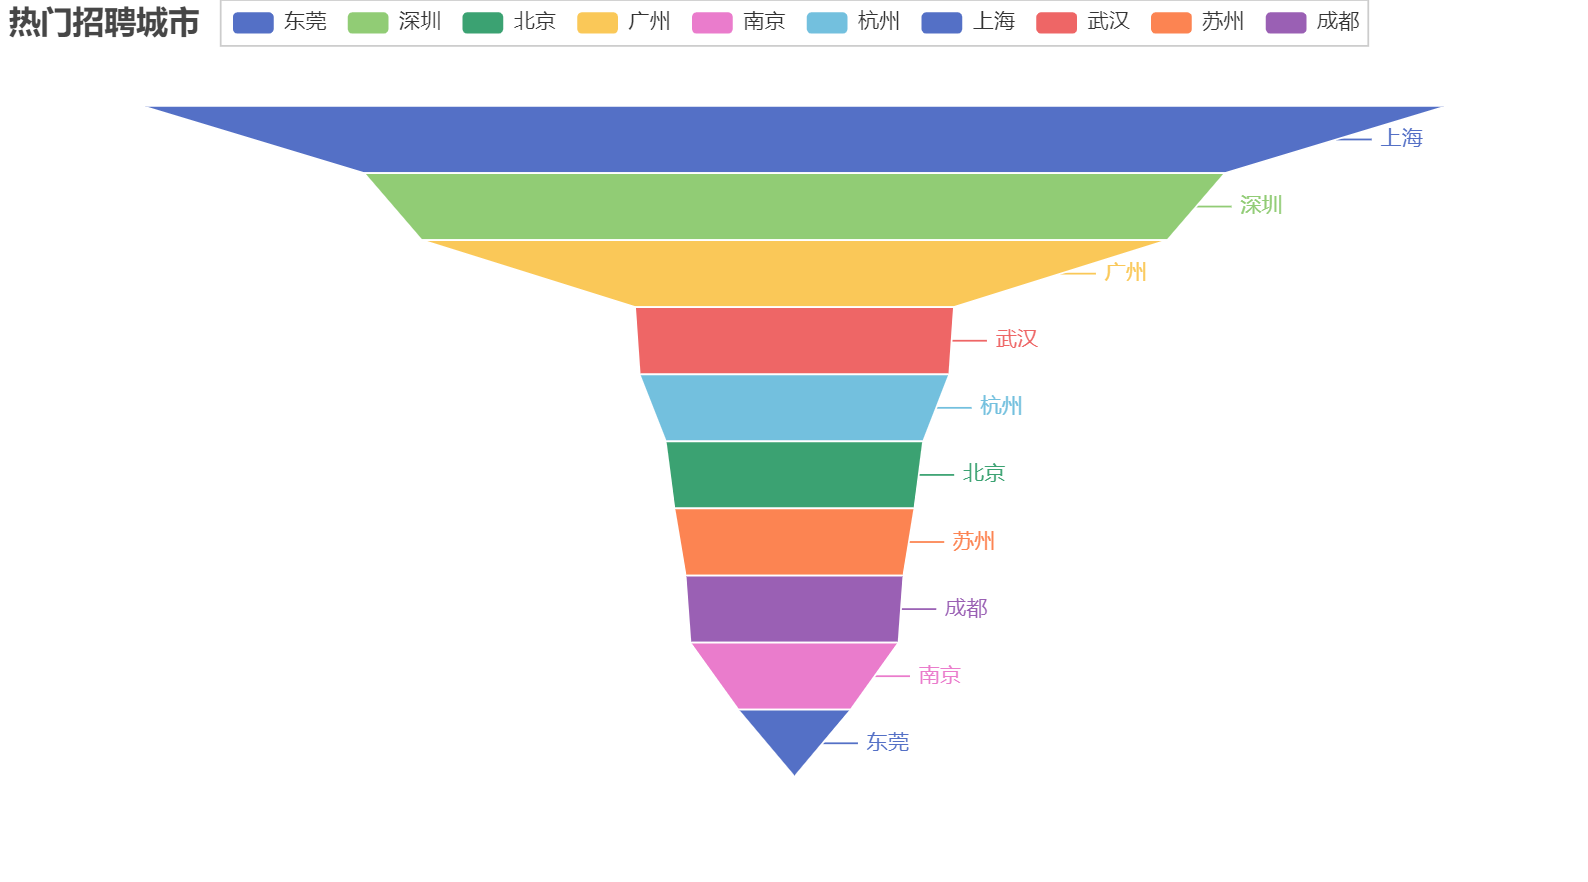 热门招聘城市
东莞 深圳 北京 广州 南京 杭州 上海 武汉 苏州 成都
上海
深圳
广州
武汉
杭州
北京
苏州
成都
南京
东莞